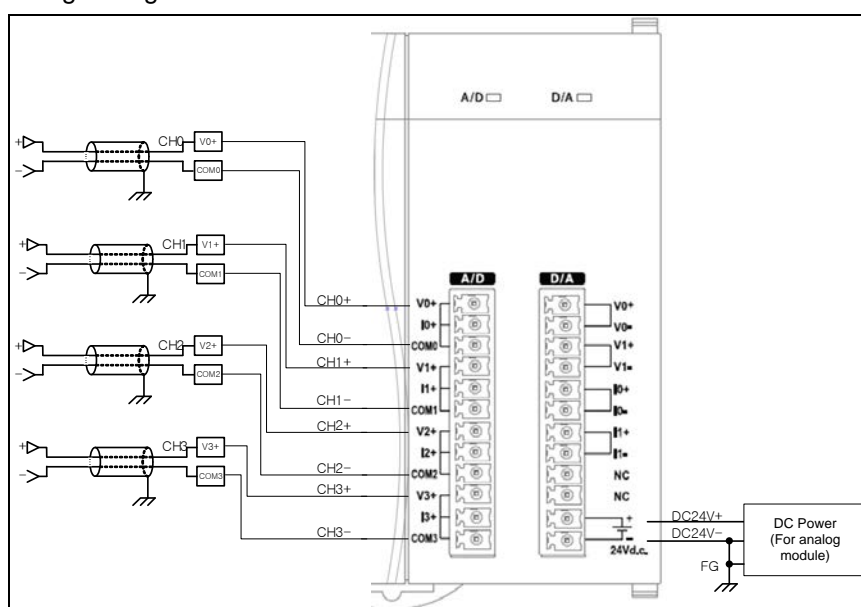 A/D
D/A
CH0
V0+
COM0
CH1
V1+
COM1
CH2
V2+
COM2
CH3
V3+
COM3
+
−
+
−
+
−
+
−
CH0+
CH0−
CH1+
CH1−
CH2+
CH2−
CH3+
CH3−
A/D
V0+
I0+
COM0
V1+
I1+
COM1
V2+
I2+
COM2
V3+
I3+
COM3
D/A
V0+
V0-
V1+
V1-
I0+
I0-
I1+
I1-
NC
NC
+
-
24Vd.c.
DC24V+
DC24V−
FG
DC Power
(For analog
module)